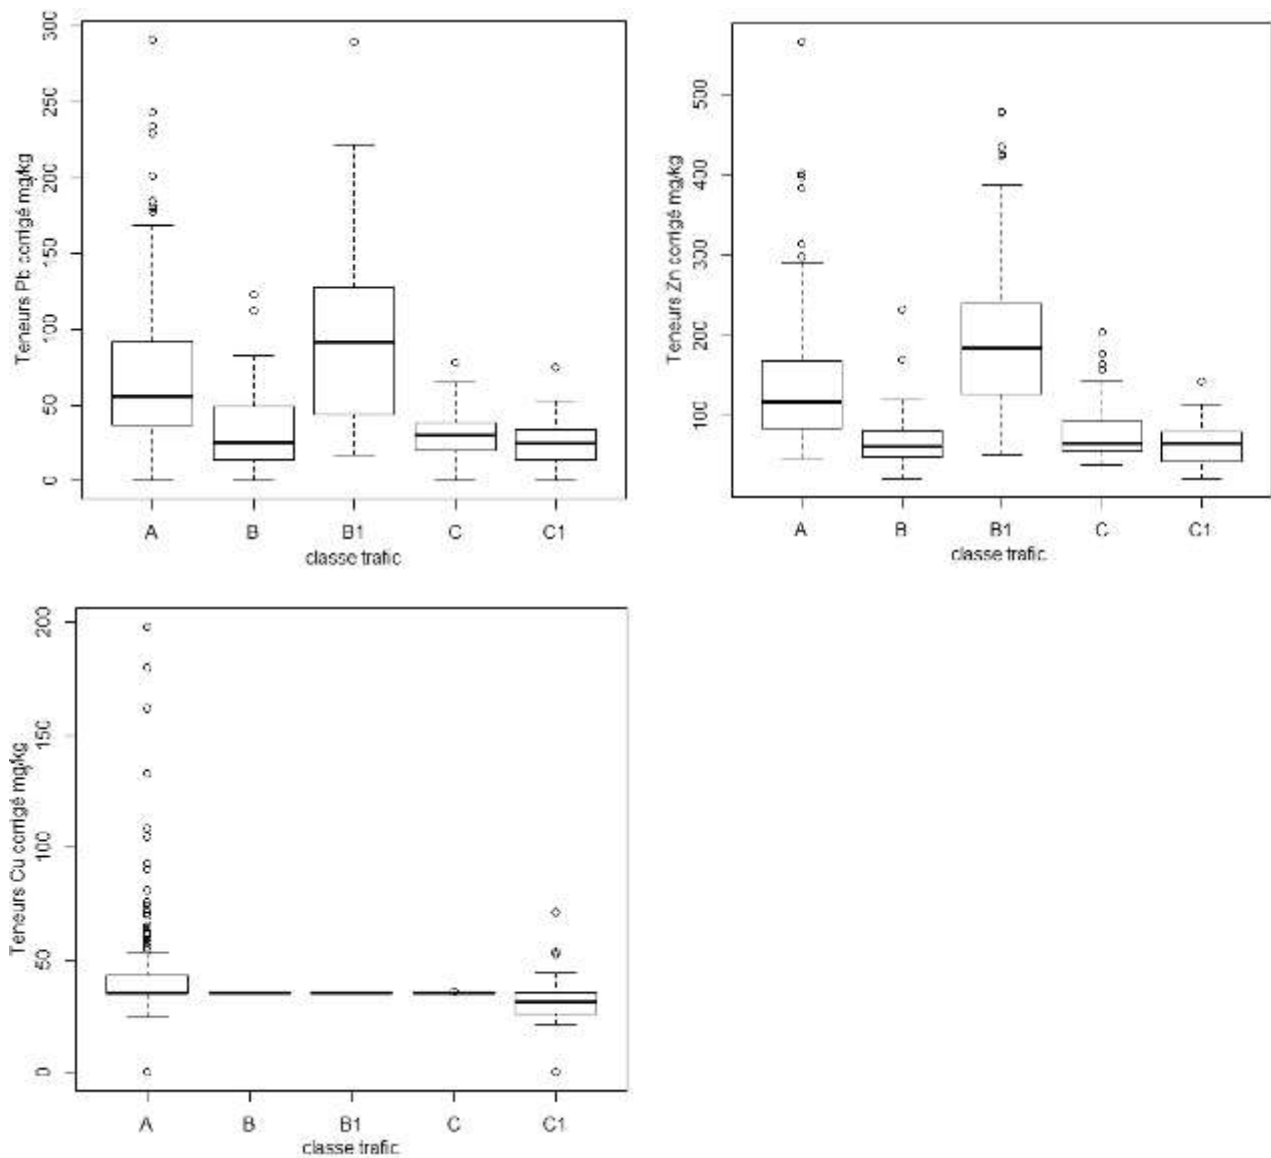 Teneurs Pb corrigé mg/kg
300
250
200
150
100
50
0
A B B1 C C1
classe trafic
Teneurs Zn corrigé mg/kg
500
400
300
200
100
A B B1 C C1
classe trafic
Teneurs Cu corrigé mg/kg
200
150
100
50
0
A B B1 C C1
classe trafic